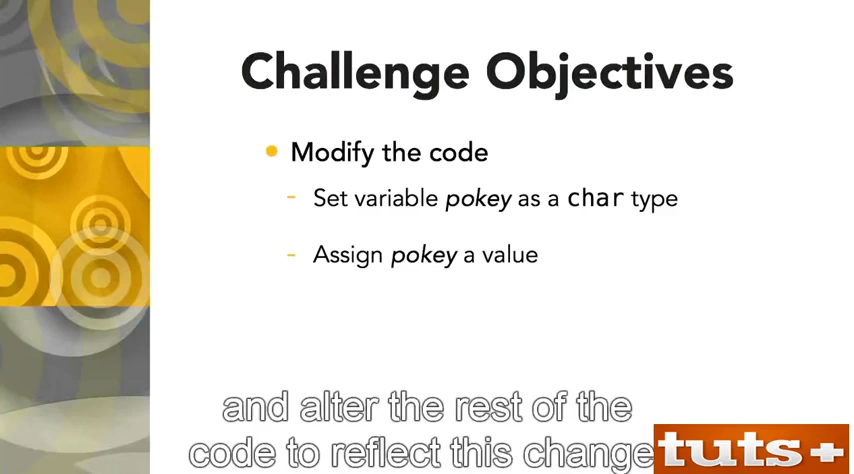 Challenge Objectives
• Modify the code
- Set variable pokey as a char type
- Assign pokey a value
and alter the rest of the
code to reflect this change
tuts+